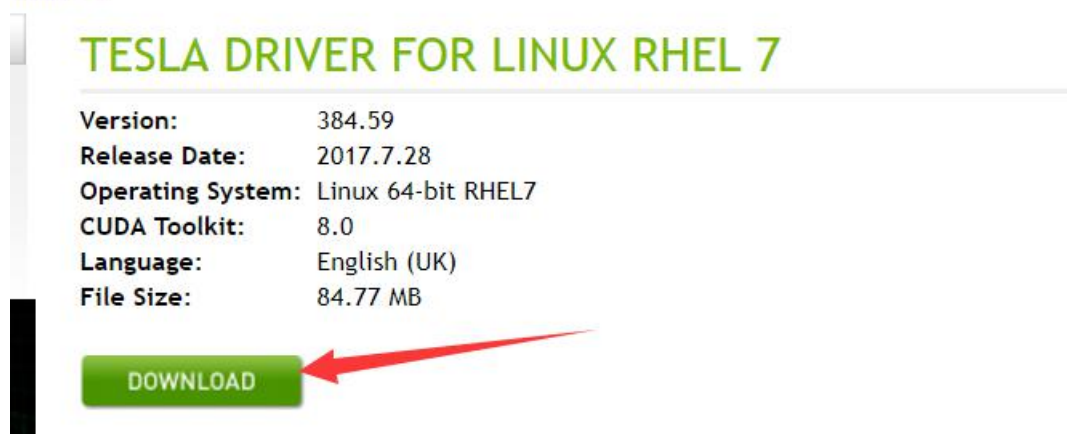 TESLA DRIVER FOR LINUX RHEL 7
Version: 384.59
Release Date: 2017.7.28
Operating System: Linux 64-bit RHEL7
CUDA Toolkit: 8.0
Language: English (UK)
File Size: 84.77 MB
DOWNLOAD